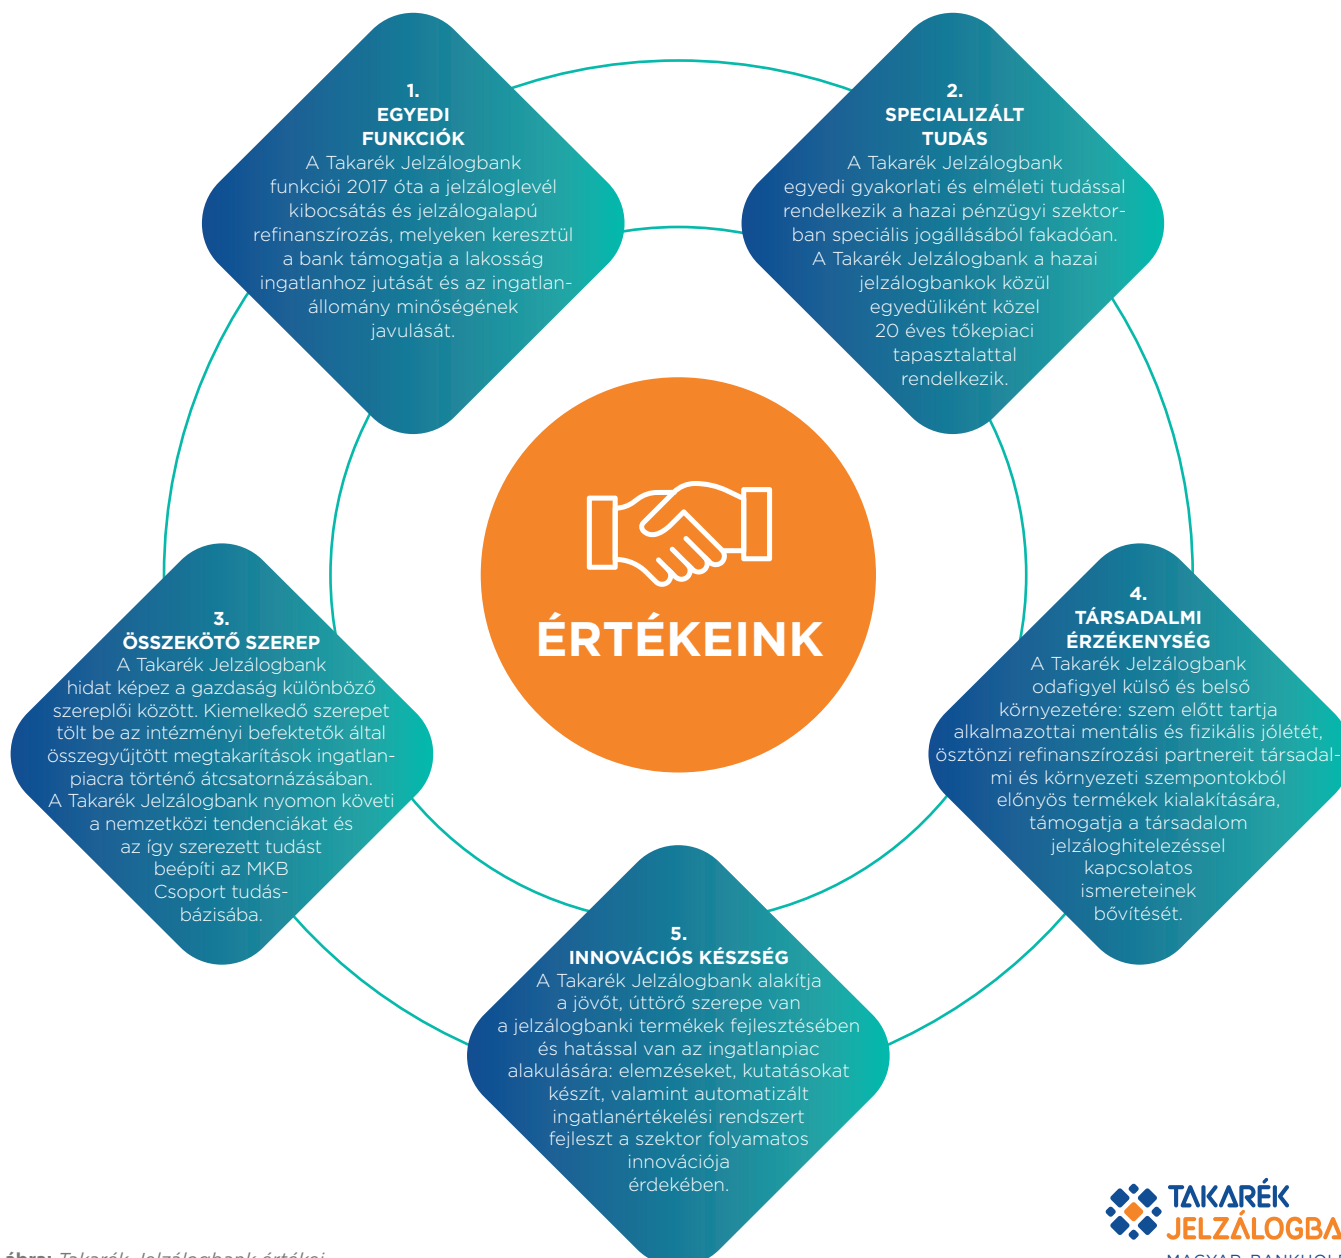 1.
EGYEDI
FUNKCIÓK
A Takarék Jelzálogbank
funkciói 2017 óta a jelzáloglevél
kibocsátás és jelzálogalapú
refinanszírozás, melyeken keresztül
a bank támogatja a lakosság
ingatlanhoz jutását és az ingatlan-
állomány minőségének
javulását.
2.
SPECIALIZÁLT
TUDÁS
A Takarék Jelzálogbank
egyedi gyakorlati és elméleti tudással
rendelkezik a hazai pénzügyi szektor-
ban speciális jogállásából fakadóan.
A Takarék Jelzálogbank a hazai
jelzálogbankok közül
egyedüliként közel
20 éves tőkepiaci
tapasztalattal
rendelkezik.
ÉRTÉKEINK
3.
ÖSSZEKÖTŐ SZEREP
A Takarék Jelzálogbank
hidat képez a gazdaság különböző
szereplői között. Kiemelkedő szerepet
tölt be az intézményi befektetők által
összegyűjtött megtakarítások ingatlan-
piacra történő átcsatornázásában.
A Takarék Jelzálogbank nyomon követi
a nemzetközi tendenciákat és
az így szerezett tudást
beépíti az MKB
Csoport tudás-
bázisába.
4.
TÁRSADALMI
ÉRZÉKENYSÉG
A Takarék Jelzálogbank
odafigyel külső és belső
környezetére: szem előtt tartja
alkalmazottai mentális és fizikális jólétét,
ösztönzi refinanszírozási partnereit társadal-
mi és környezeti szempontokból
előnyös termékek kialakítására,
támogatja a társadalom
jelzáloghitelezéssel
kapcsolatos
ismereteinek
bővítését.
5.
INNOVÁCIÓS KÉSZSÉG
A Takarék Jelzálogbank alakítja
a jövőt, úttörő szerepe van
a jelzálogbanki termékek fejlesztésében
és hatással van az ingatlanpiac
alakulására: elemzéseket, kutatásokat
készít, valamint automatizált
ingatlanértékelési rendszert
fejleszt a szektor folyamatos
innovációja
érdekében.
TAKARÉK
JELZÁLOGBA
ábra: Takarék Jelzálogbank értékei